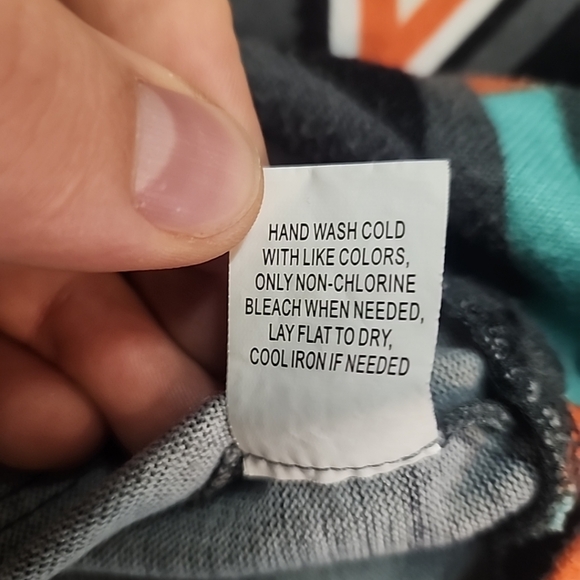 HAND WASH COLD
WITH LIKE COLORS,
ONLY NON-CHLORINE
BLEACH WHEN NEEDED,
LAY FLAT TO DRY,
COOL IRON IF NEEDED